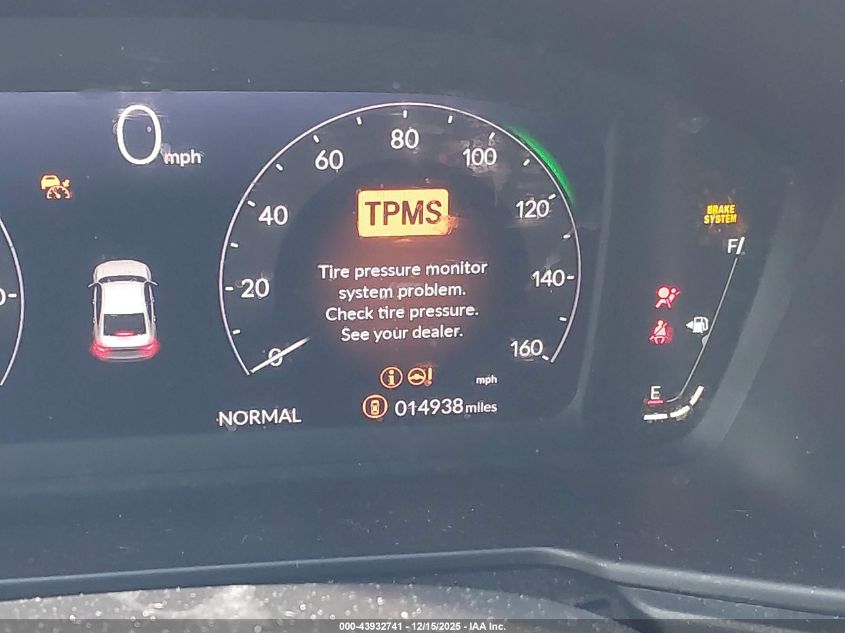 0 mph
0 20 40 60 80 100 120 140 160
TPMS
Tire pressure monitor
system problem.
Check tire pressure.
See your dealer.
mph
NORMAL
014938 miles
BRAKE
SYSTEM
F
E
000-43932741 - 12/15/2025 - IAA Inc.